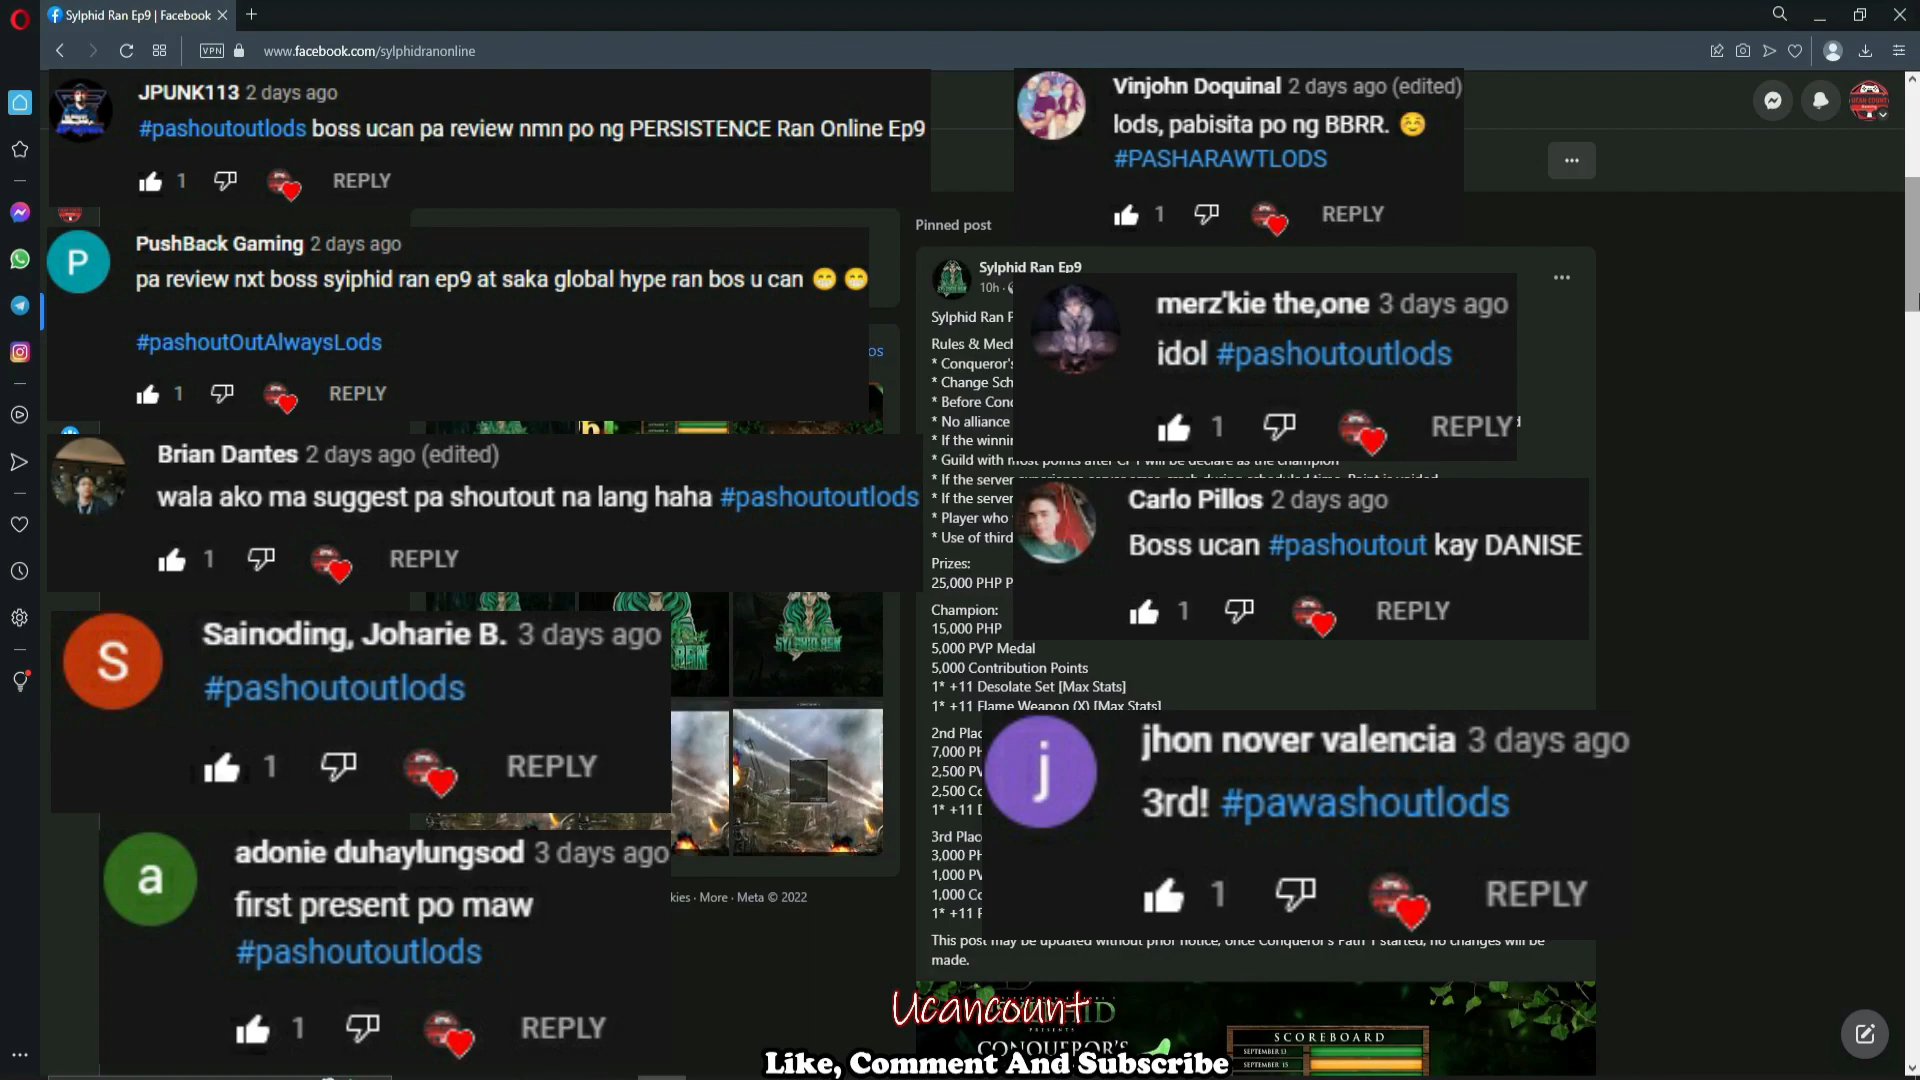 Sylphid Ran Ep9 | Facebook
VPN
www.facebook.com/sylphidranonline
JPUNK113 2 days ago
#pashoutoutlods boss ucan pa review nmn po ng PERSISTENCE Ran Online Ep9
1 REPLY
PushBack Gaming 2 days ago
pa review nxt boss syiphid ran ep9 at saka global hype ran bos u can 😁 😁
#pashoutOutAlwaysLods
1 REPLY
Brian Dantes 2 days ago (edited)
wala ako ma suggest pa shoutout na lang haha #pashoutoutlods
1 REPLY
S
Sainoding, Joharie B. 3 days ago
#pashoutoutlods
1 REPLY
a
adonie duhaylungsod 3 days ago
first present po maw
#pashoutoutlods
1 REPLY
P
SYLPHID RAN
kies · More · Meta © 2022
Vinjohn Doquinal 2 days ago (edited)
lods, pabisita po ng BBRR. ☺️
#PASHARAWTLODS
1 REPLY
Pinned post
Sylphid Ran Ep9
10h ·
merz'kie the,one 3 days ago
idol #pashoutoutlods
1 REPLY
Carlo Pillos 2 days ago
Boss ucan #pashoutout kay DANISE
1 REPLY
j
jhon nover valencia 3 days ago
3rd! #pawashoutlods
1 REPLY
Sylphid Ran
Rules &
* Conqueror's
* Change
* Before
* No alliance
* If the
* Guild with most points after CP1 will be declare as the champion
* If the server
* If the server
* Player who
* Use of third
Prizes:
25,000 PHP
Champion:
15,000 PHP
5,000 PVP Medal
5,000 Contribution Points
1* +11 Desolate Set [Max Stats]
1* +11 Flame Weapon (X) [Max Stats]
2nd
7,000
2,500
2,500
1* +11
3rd
3,000
1,000
1,000
1* +11
This post may be updated without prior notice, once Conqueror's Path 1 started, no changes will be
made.
Ucancount
PRESENTS
CONQUEROR'S
SCOREBOARD
SEPTEMBER 13
SEPTEMBER 15
Like, Comment And Subscribe